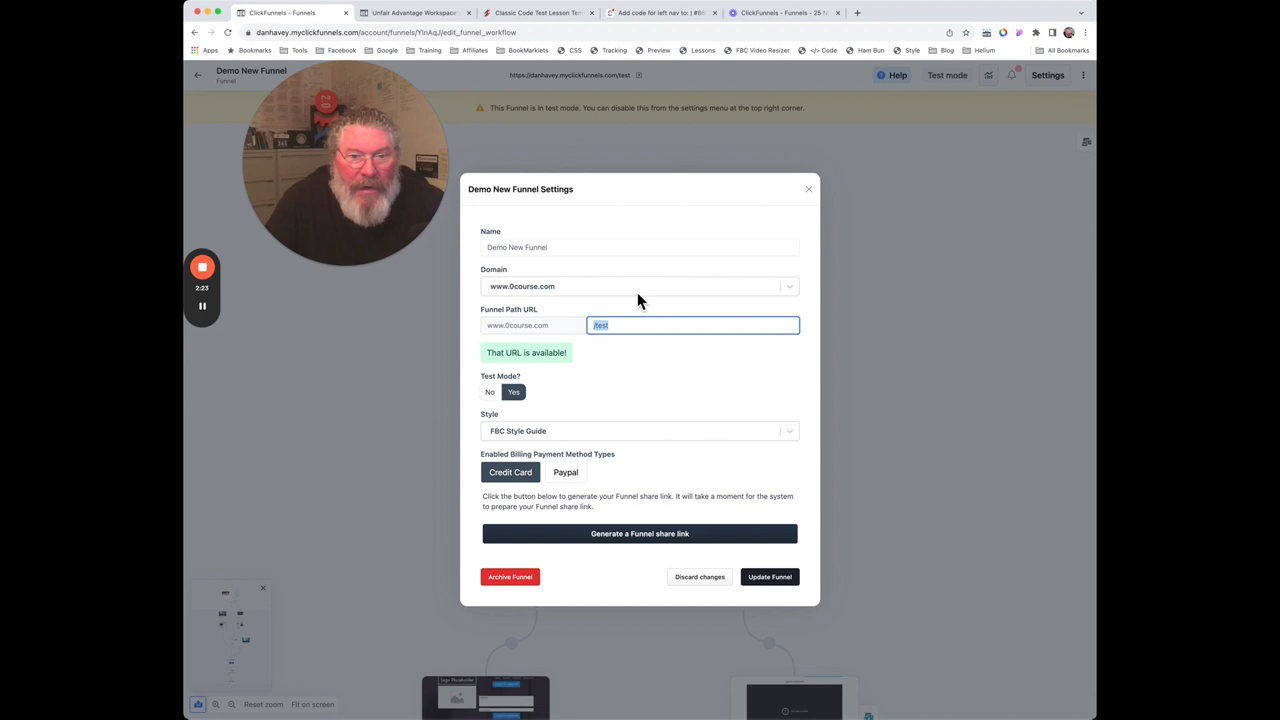 ClickFunnels - Funnels
Unfair Advantage Workspace
Classic Code Test Lesson Tem
Add code for left nav to: | #8
ClickFunnels - Funnels - 25 N
danhavey.myclickfunnels.com/account/funnels/YlnAqJ/edit_funnel_workflow
Apps
Bookmarks
Tools
Facebook
Google
Training
Affiliates
BookMarklets
CSS
Tracking
Preview
Lessons
FBC Video Resizer
</> Code
Ham Bun
Style
Blog
Helium
All Bookmarks
Demo New Funnel
Funnel
https://danhavey.myclickfunnels.com/test
Help
Test mode
Settings
This Funnel is in test mode. You can disable this from the settings menu at the top right corner.
2.0
2:23
Demo New Funnel Settings
Name
Demo New Funnel
Domain
www.0course.com
Funnel Path URL
www.0course.com
/test
That URL is available!
Test Mode?
No
Yes
Style
FBC Style Guide
Enabled Billing Payment Method Types
Credit Card
Paypal
Click the button below to generate your Funnel share link. It will take a moment for the system
to prepare your Funnel share link.
Generate a Funnel share link
Archive Funnel
Discard changes
Update Funnel
Logo Placeholder
Reset zoom
Fit on screen